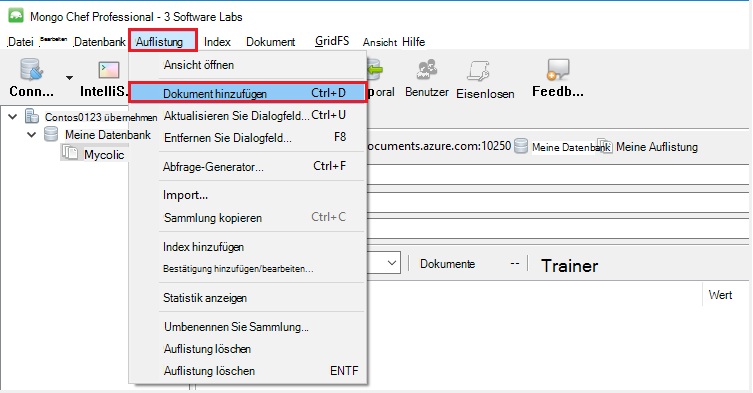 Mongo Chef Professional - 3 Software Labs
Datei Bearbeiten Datenbank Auflistung Index Dokument GridFS Ansicht Hilfe
Conn... IntelliS... poral Benutzer Eisenlosen Feedb...
Ansicht öffnen
Dokument hinzufügen Ctrl+D
Aktualisieren Sie Dialogfeld... Ctrl+U
Entfernen Sie Dialogfeld... F8
Abfrage-Generator... Ctrl+F
Import...
Sammlung kopieren Ctrl+C
Index hinzufügen
Bestätigung hinzufügen/bearbeiten...
Statistik anzeigen
Umbenennen Sie Sammlung...
Auflistung löschen
Auflistung löschen ENTF
Contos0123 übernehmen
Meine Datenbank
Mycolic
ocuments.azure.com:10250 Meine Datenbank Meine Auflistung
Dokumente -- Trainer
Wert